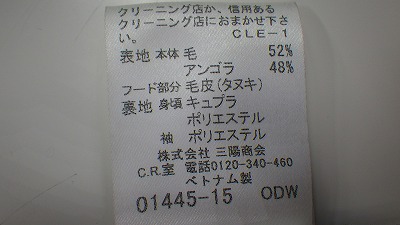 クリーニング店か、信用ある
クリーニング店におまかせ下さ
い。 CLE-1
表地 本体 毛 52%
アンゴラ 48%
フード部分 毛皮(タヌキ)
裏地 身頃 キュプラ
ポリエステル
袖 ポリエステル
株式会社 三陽商会
C.R.室 電話0120-340-460
ベトナム製
01445-15 ODW